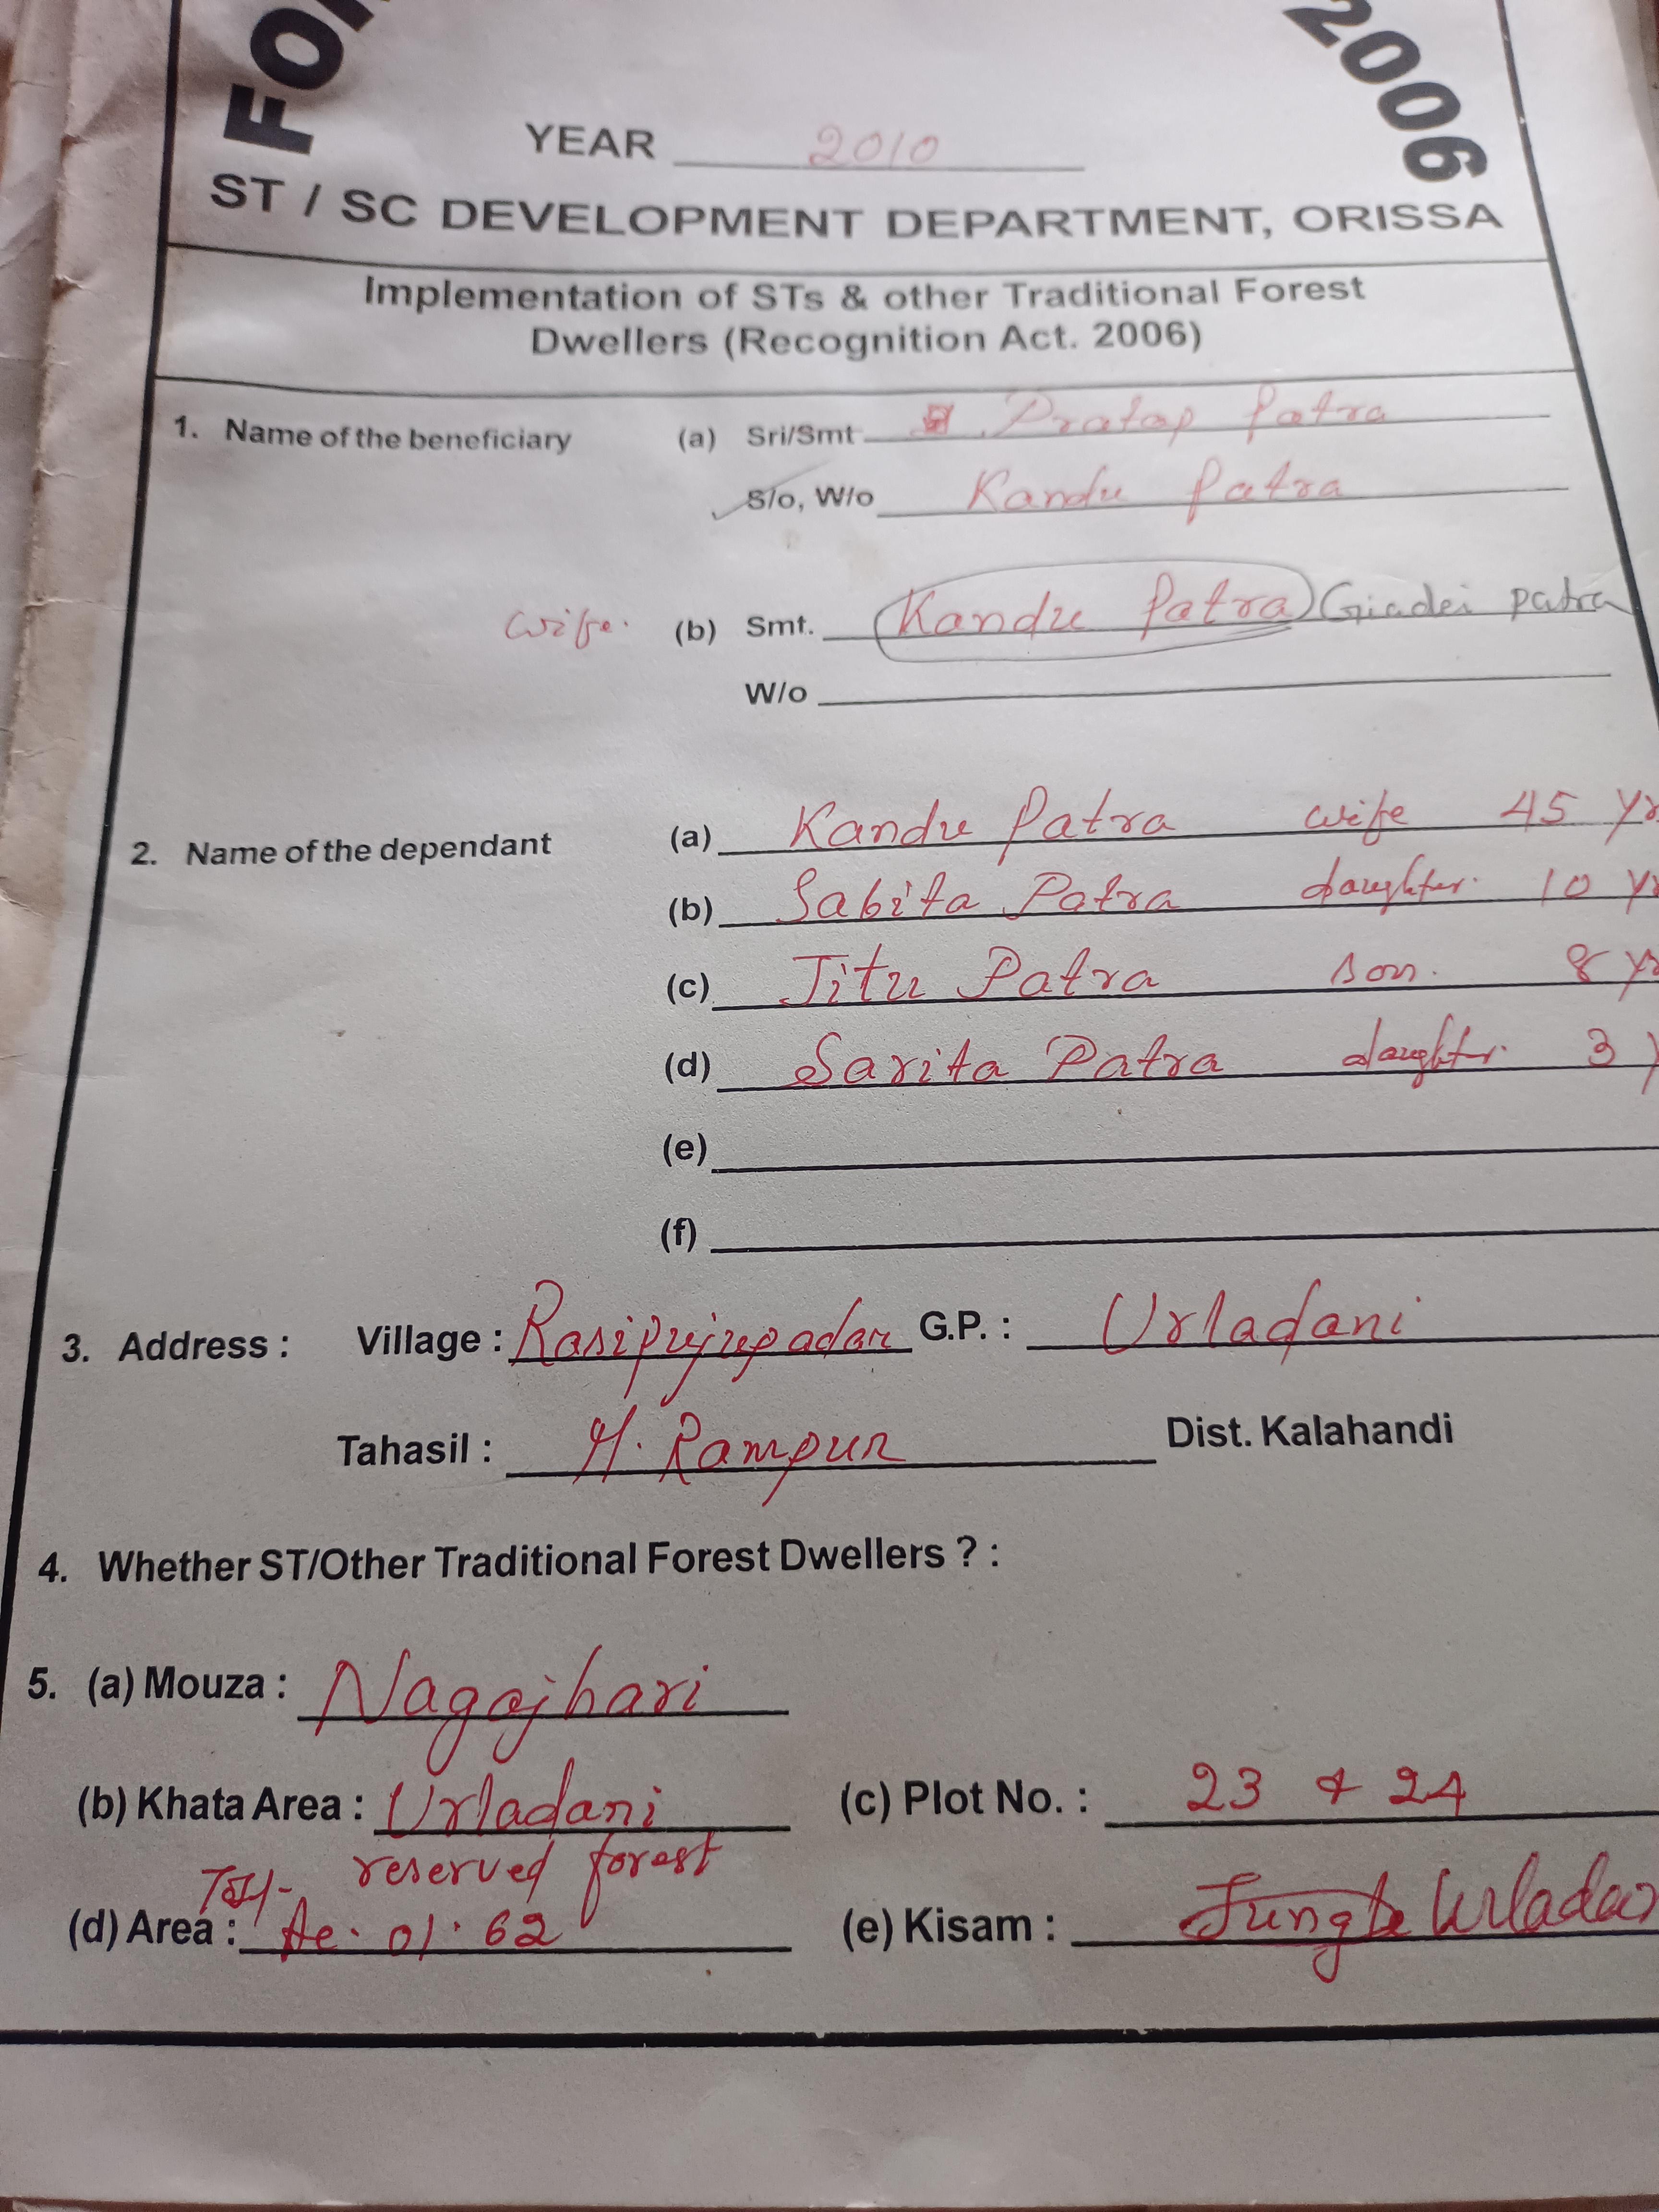 2006
YEAR 2010
ST / SC DEVELOPMENT DEPARTMENT, ORISSA
Implementation of STs & other Traditional Forest
Dwellers (Recognition Act. 2006)
1. Name of the beneficiary (a) Sri/Smt Pratap Patra
S/o, W/o Kandu Patra
wife. (b) Smt. Kandu Patra Giadei patra
W/o
2. Name of the dependant (a) Kandu Patra wife 45
(b) Sabita Patra daughter. 10
(c) Jitu Patra son. 8
(d) Sarita Patra daughter. 3
(e)
(f)
3. Address : Village : Rasipujupadar G.P. : Urladani
Tahasil : M. Rampur Dist. Kalahandi
4. Whether ST/Other Traditional Forest Dwellers ? :
5. (a) Mouza : Nagajhari
(b) Khata Area : Urladani (c) Plot No. : 23 & 24
reserved forest
(d) Area : Ac. 01.62 (e) Kisam : Jungle